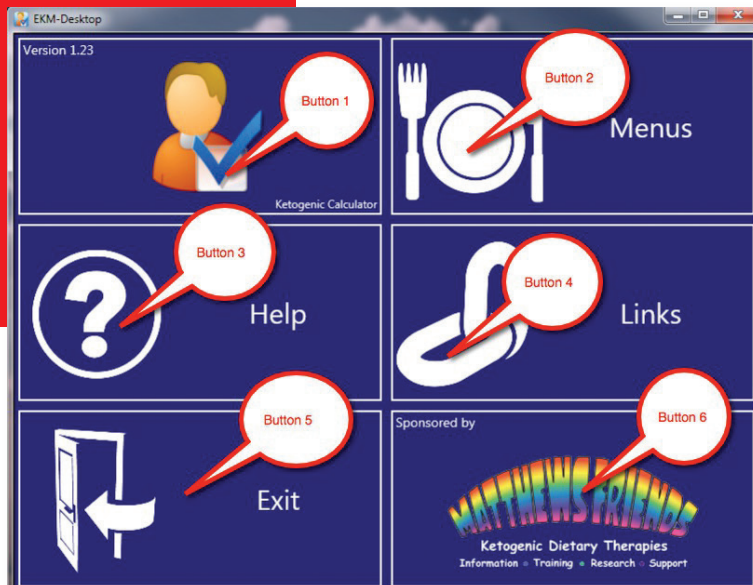 EKM-Desktop
Version 1.23
Button 1
Ketogenic Calculator
Button 2
Menus
Button 3
Help
Button 4
Links
Button 5
Exit
Sponsored by
Button 6
MATTHEWS FRIENDS
Ketogenic Dietary Therapies
Information Training Research Support